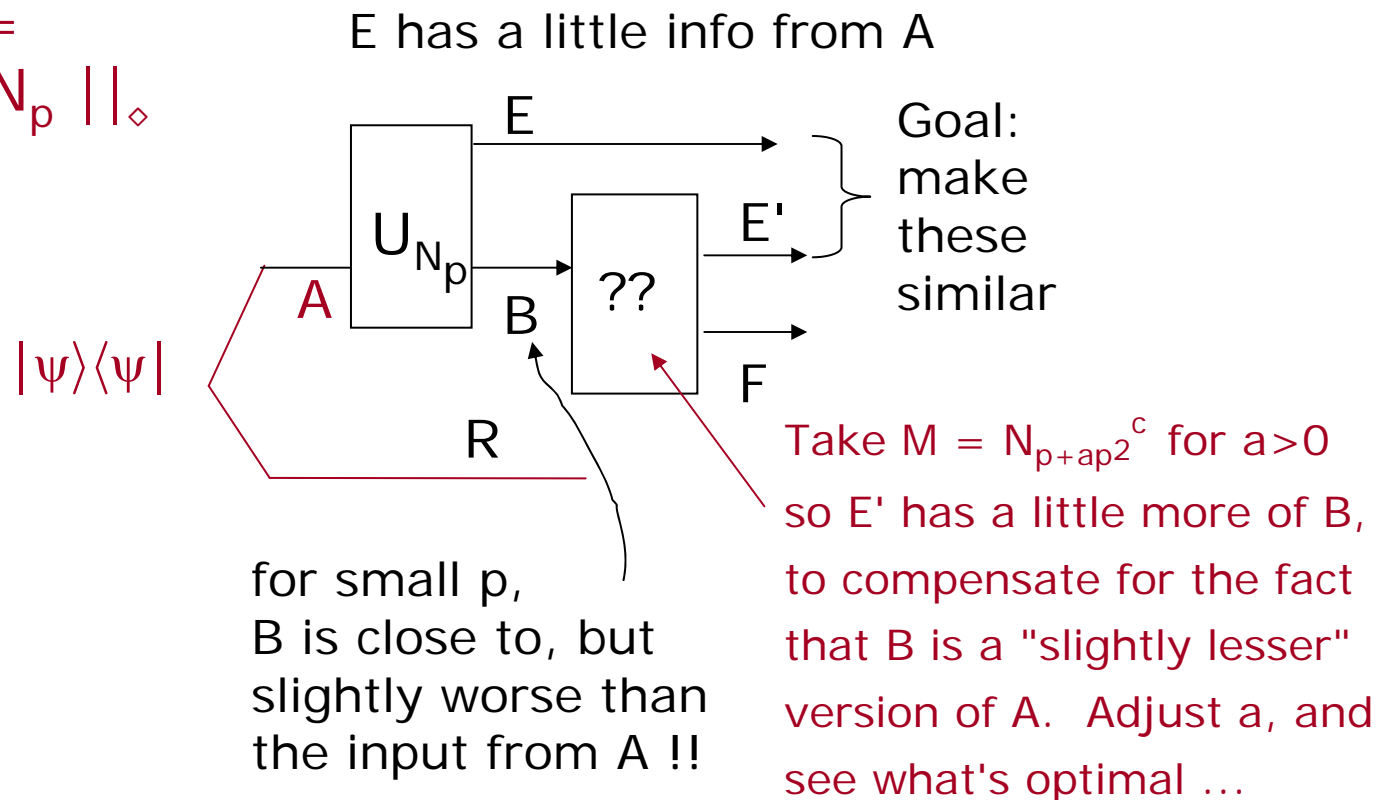 =
N_p ||_⋄
E has a little info from A
E
Goal:
make
these
similar
U_{N_p}
E'
A
B
??
F
|ψ⟩⟨ψ|
R
Take M = N_{p+ap2}^c for a>0
so E' has a little more of B,
to compensate for the fact
that B is a "slightly lesser"
version of A. Adjust a, and
see what's optimal ...
for small p,
B is close to, but
slightly worse than
the input from A !!